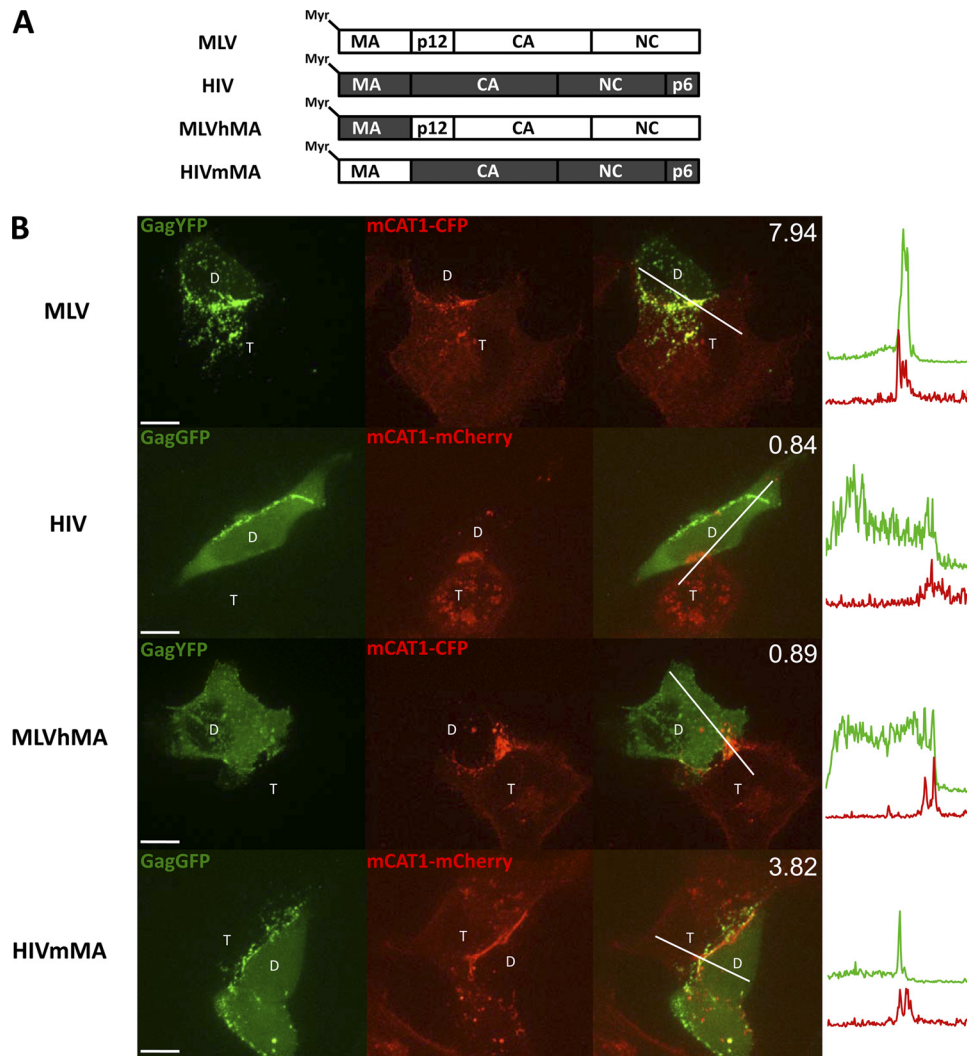 A
Myr
MLV MA p12 CA NC
Myr
HIV MA CA NC p6
Myr
MLVhMA MA p12 CA NC
Myr
HIVmMA MA CA NC p6
B
GagYFP mCAT1-CFP 7.94
MLV
D D D
T T T
GagGFP mCAT1-mCherry 0.84
HIV
D D D
T T T
GagYFP mCAT1-CFP 0.89
MLVhMA
D D D
T T T
GagGFP mCAT1-mCherry 3.82
HIVmMA
T T T
D D D